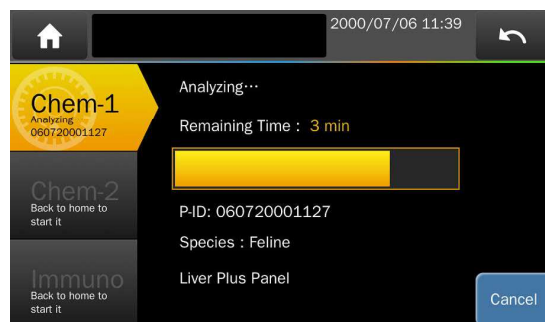 2000/07/06 11:39
Chem-1
Analyzing
060720001127
Chem-2
Back to home to
start it
Immuno
Back to home to
start it
Analyzing…
Remaining Time : 3 min
P-ID: 060720001127
Species : Feline
Liver Plus Panel
Cancel